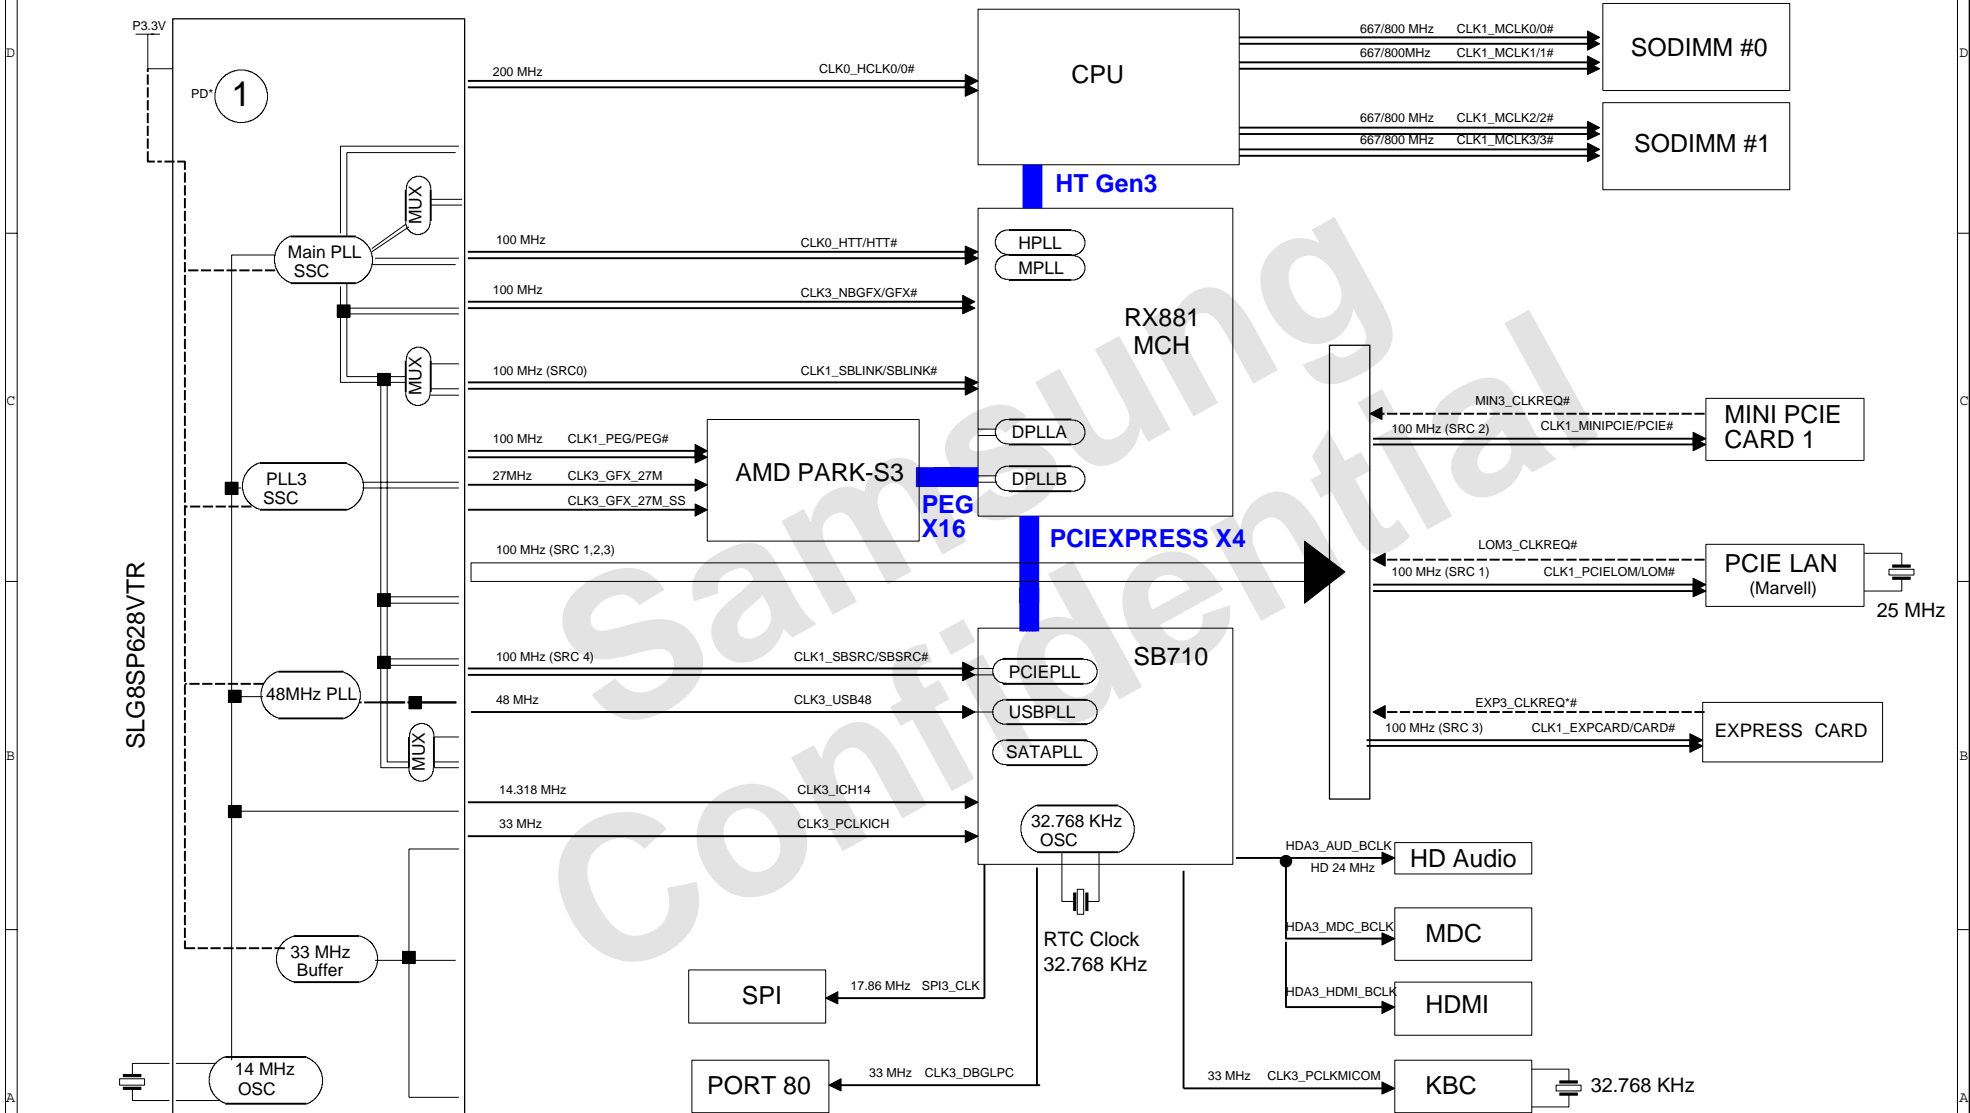 P3.3V
D
D
PD*
1
200 MHz
CLK0_HCLK0/0#
CPU
667/800 MHz
CLK1_MCLK0/0#
667/800MHz
CLK1_MCLK1/1#
SODIMM #0
667/800 MHz
CLK1_MCLK2/2#
667/800 MHz
CLK1_MCLK3/3#
SODIMM #1
HT Gen3
MUX
Main PLL
SSC
100 MHz
CLK0_HTT/HTT#
HPLL
MPLL
100 MHz
CLK3_NBGFX/GFX#
RX881
MCH
MUX
100 MHz (SRC0)
CLK1_SBLINK/SBLINK#
C
C
MIN3_CLKREQ#
100 MHz (SRC 2)
CLK1_MINIPCIE/PCIE#
MINI PCIE
CARD 1
100 MHz
CLK1_PEG/PEG#
27MHz
CLK3_GFX_27M
CLK3_GFX_27M_SS
AMD PARK-S3
DPLLA
DPLLB
PLL3
SSC
PEG
X16
PCIEXPRESS X4
100 MHz (SRC 1,2,3)
LOM3_CLKREQ#
100 MHz (SRC 1)
CLK1_PCIELOM/LOM#
PCIE LAN
(Marvell)
25 MHz
SLG8SP628VTR
100 MHz (SRC 4)
CLK1_SBSRC/SBSRC#
PCIEPLL
SB710
48MHz PLL
48 MHz
CLK3_USB48
USBPLL
SATAPLL
EXP3_CLKREQ*#
100 MHz (SRC 3)
CLK1_EXPCARD/CARD#
EXPRESS CARD
MUX
B
B
14.318 MHz
CLK3_ICH14
33 MHz
CLK3_PCLKICH
32.768 KHz
OSC
HDA3_AUD_BCLK
HD 24 MHz
HD Audio
HDA3_MDC_BCLK
MDC
33 MHz
Buffer
RTC Clock
32.768 KHz
SPI
17.86 MHz
SPI3_CLK
HDA3_HDMI_BCLK
HDMI
14 MHz
OSC
PORT 80
33 MHz
CLK3_DBGLPC
33 MHz
CLK3_PCLKMICOM
KBC
32.768 KHz
A
A
Samsung
Confidential